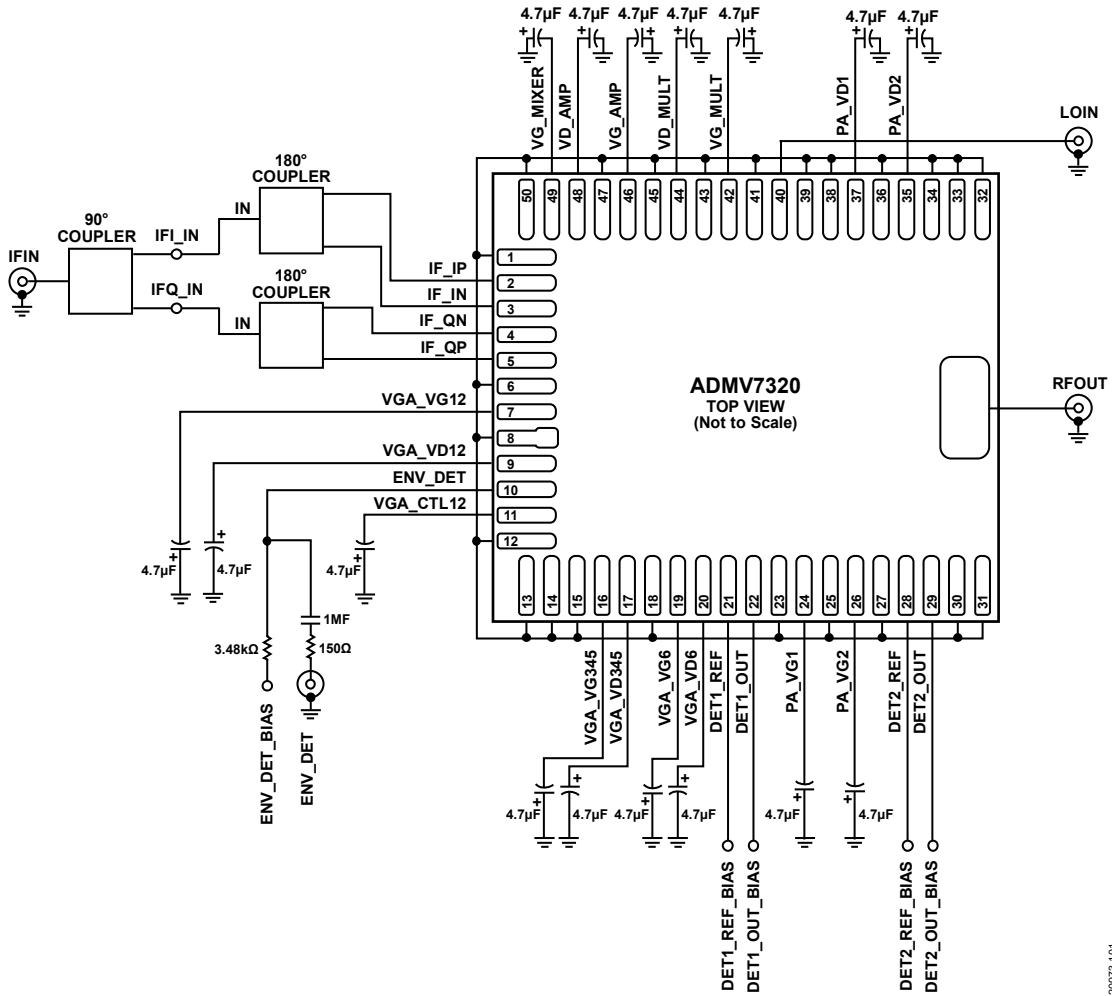 4.7µF 4.7µF 4.7µF 4.7µF 4.7µF 4.7µF 4.7µF
+ + + + + + +
VG_MIXER
VD_AMP
VG_AMP
VD_MULT
VG_MULT
PA_VD1
PA_VD2
LOIN
50 49 48 47 46 45 44 43 42 41 40 39 38 37 36 35 34 33 32
180°
COUPLER
IN
90°
COUPLER
IFI_IN
IFIN
IFQ_IN
180°
COUPLER
IN
IF_IP
IF_IN
IF_QN
IF_QP
VGA_VG12
VGA_VD12
ENV_DET
VGA_CTL12
1
2
3
4
5
6
7
8
9
10
11
12
ADMV7320
TOP VIEW
(Not to Scale)
RFOUT
+ + +
4.7µF 4.7µF 4.7µF
1MF
3.48kΩ 150Ω
ENV_DET_BIAS
ENV_DET
13 14 15 16 17 18 19 20 21 22 23 24 25 26 27 28 29 30 31
VGA_VG345
VGA_VD345
VGA_VG6
VGA_VD6
DET1_REF
DET1_OUT
PA_VG1
PA_VG2
DET2_REF
DET2_OUT
+ + + + + +
4.7µF 4.7µF 4.7µF 4.7µF 4.7µF 4.7µF
DET1_REF_BIAS
DET1_OUT_BIAS
DET2_REF_BIAS
DET2_OUT_BIAS